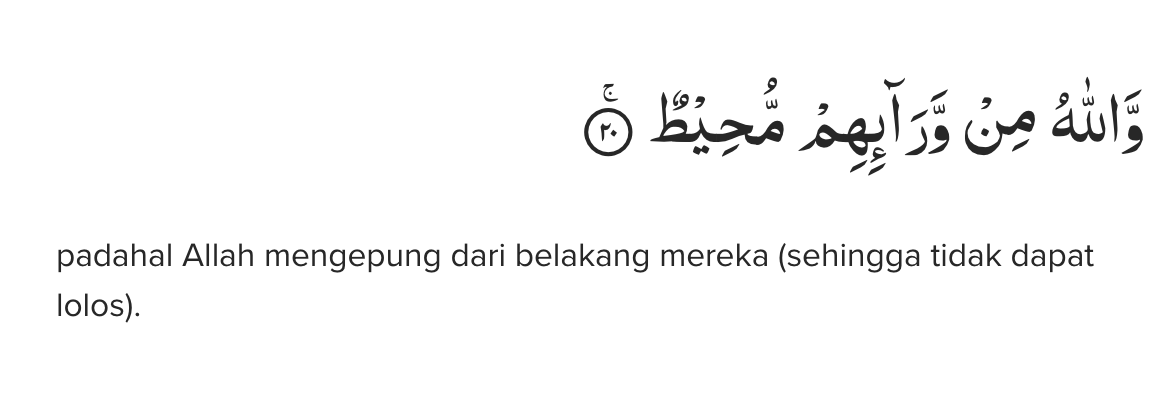 وَّاللّٰهُ مِنْ وَّرَاۤىِٕهِمْ مُّحِيْطٌۚ ۝٢٠
padahal Allah mengepung dari belakang mereka (sehingga tidak dapat
lolos).